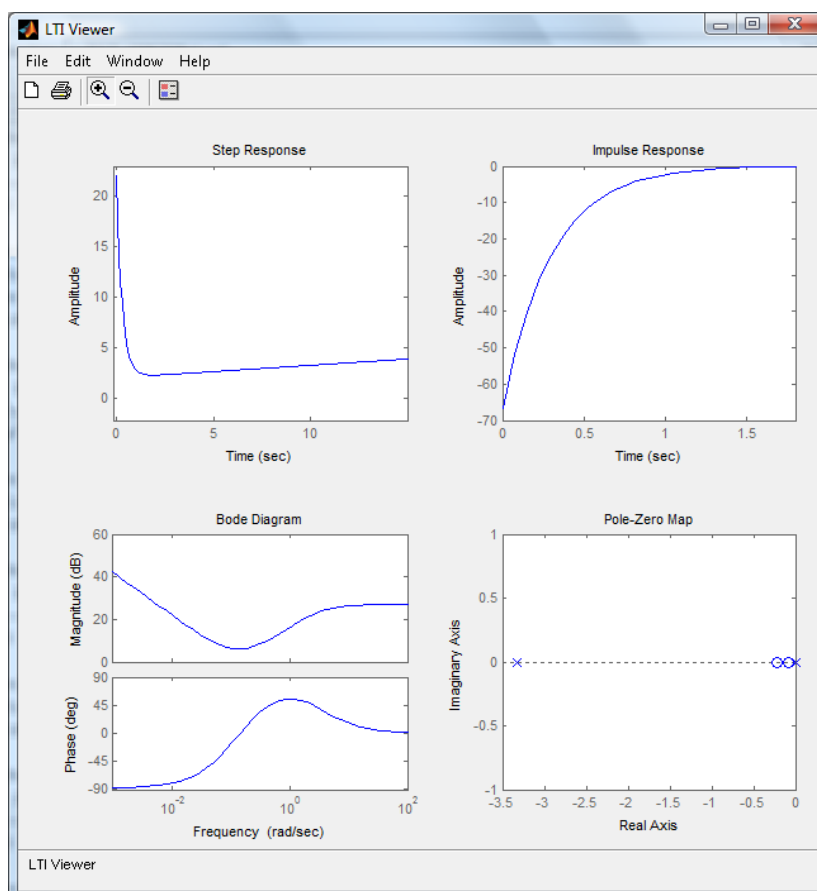 LTI Viewer
File Edit Window Help
Step Response
Amplitude
20
15
10
5
0
0 5 10
Time (sec)
Impulse Response
Amplitude
0
-10
-20
-30
-40
-50
-60
-70
0 0.5 1 1.5
Time (sec)
Bode Diagram
Magnitude (dB)
60
40
20
0
Phase (deg)
90
45
0
-45
-90
10^-2 10^0 10^2
Frequency (rad/sec)
Pole-Zero Map
Imaginary Axis
1
0.5
0
-0.5
-1
-3.5 -3 -2.5 -2 -1.5 -1 -0.5 0
Real Axis
LTI Viewer